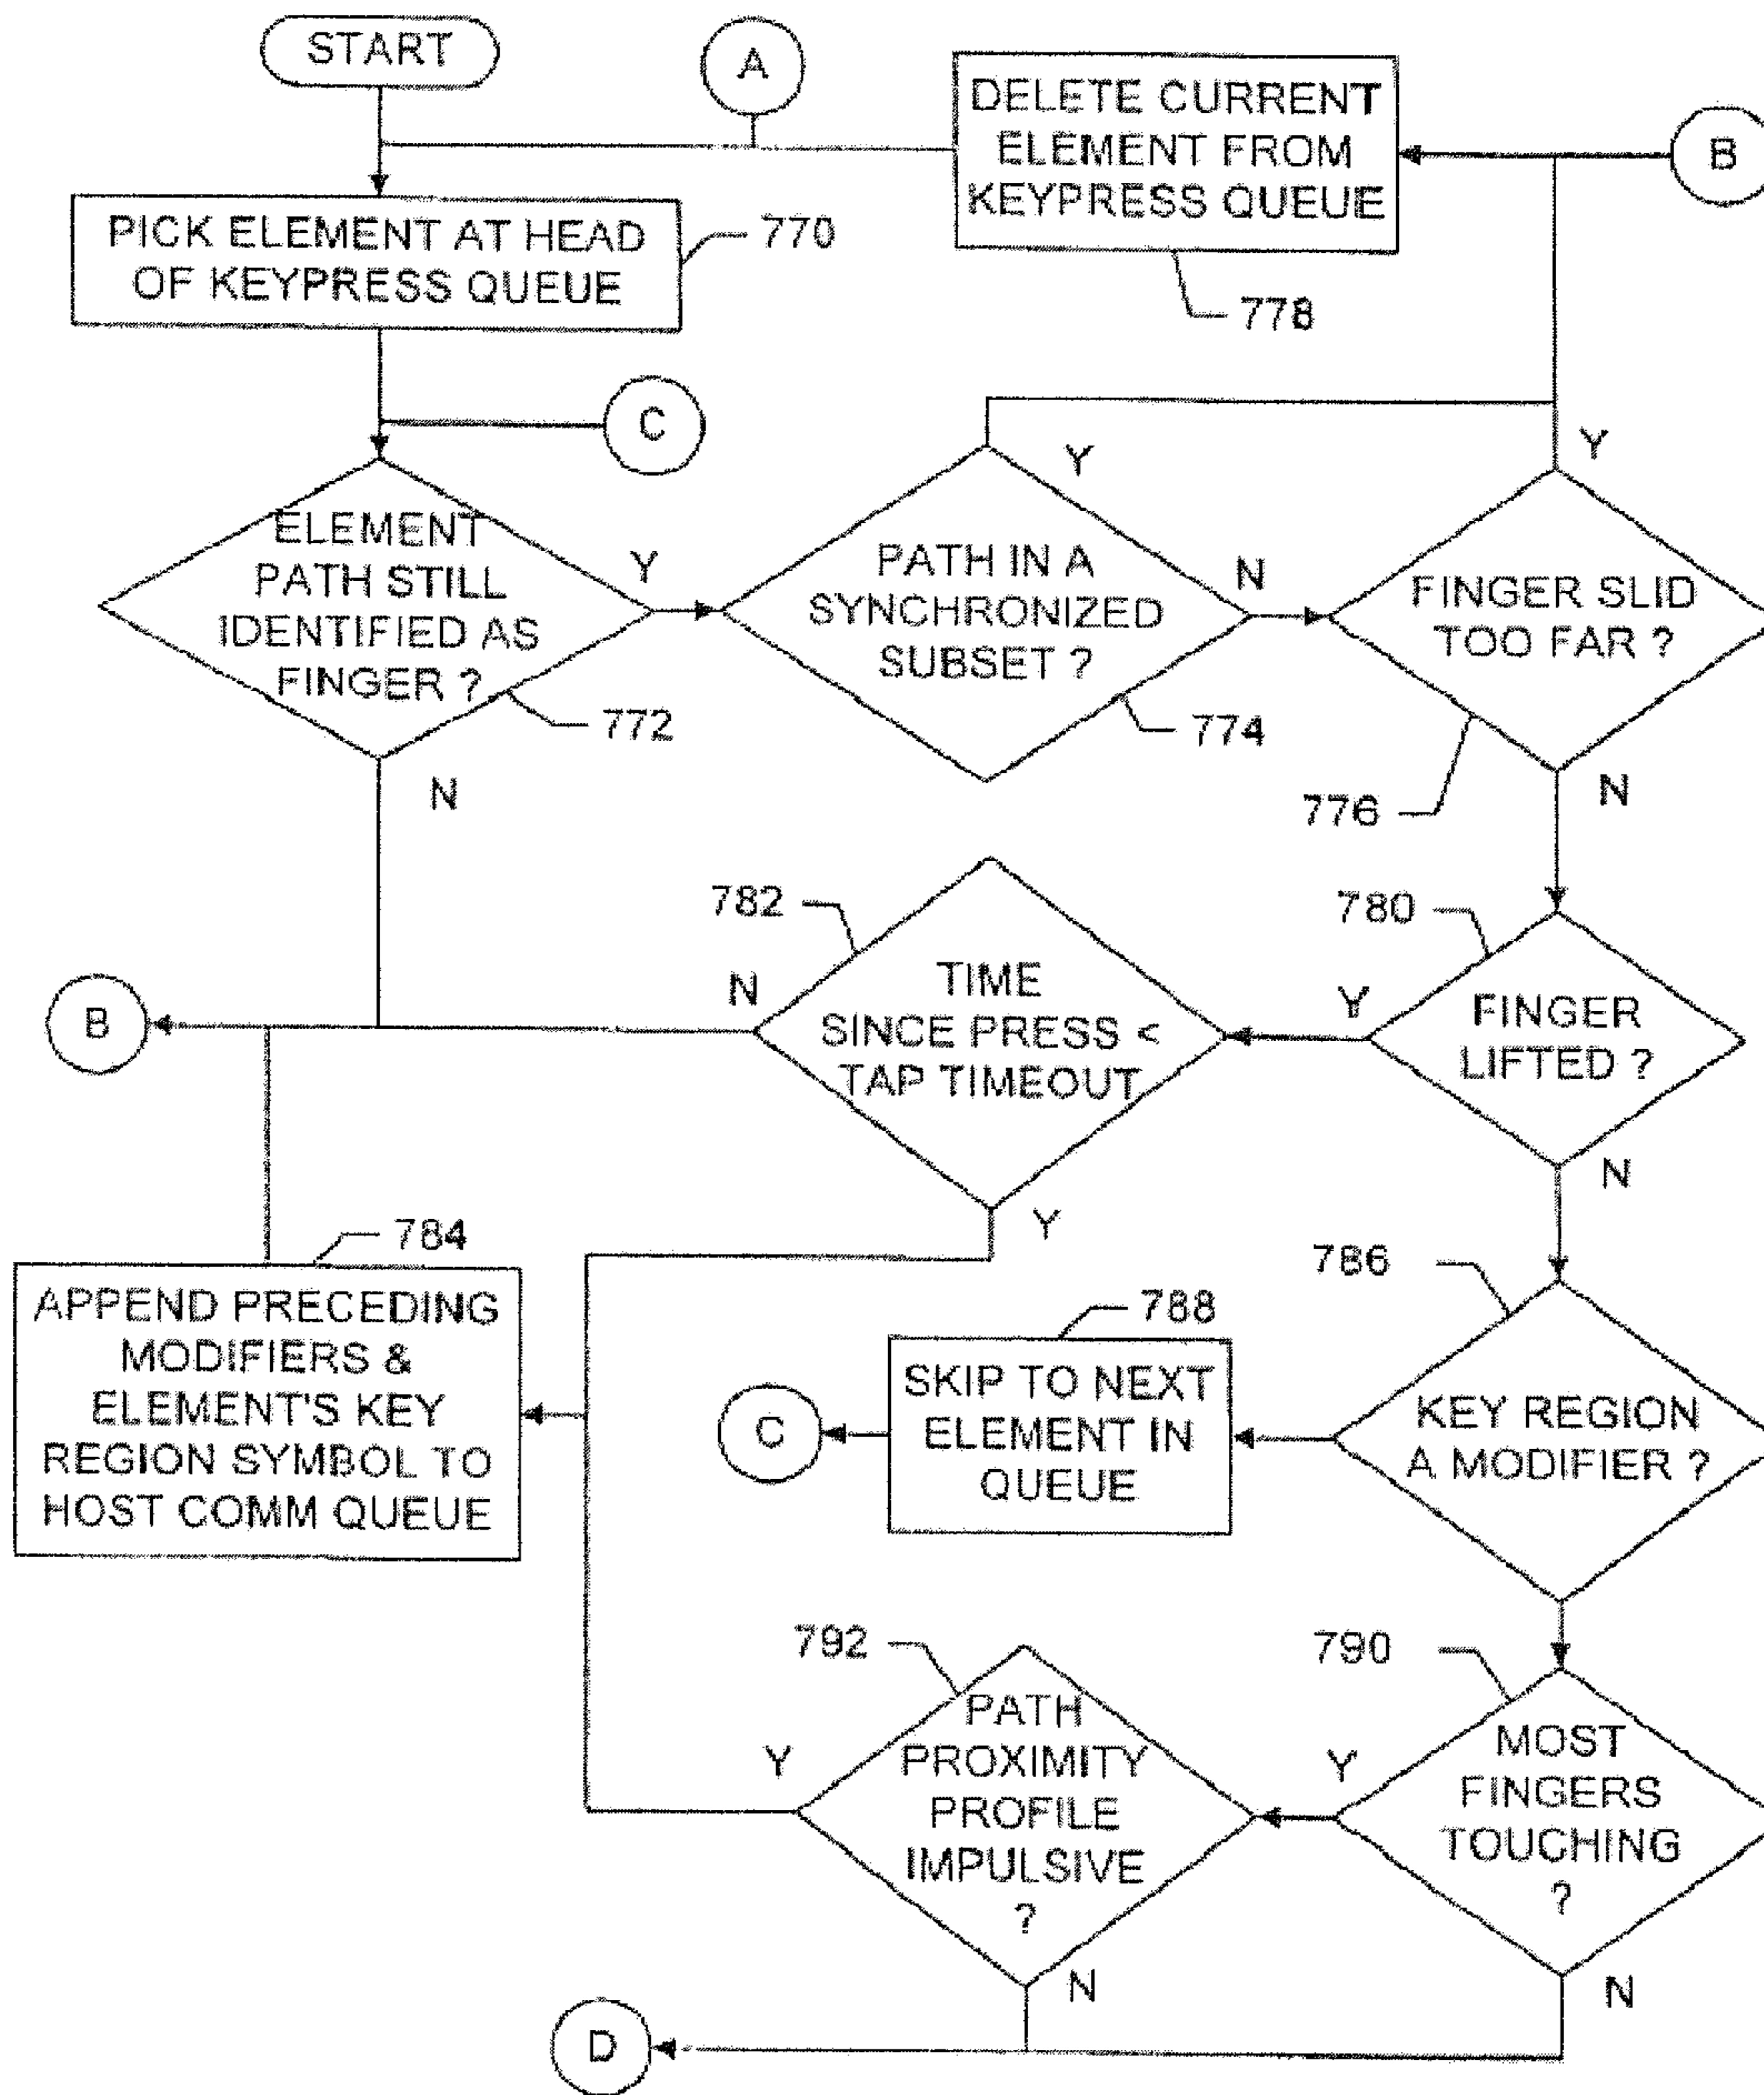 START
A
DELETE CURRENT
ELEMENT FROM
KEYPRESS QUEUE
B
PICK ELEMENT AT HEAD
OF KEYPRESS QUEUE
770
778
C
Y
Y
ELEMENT
PATH STILL
IDENTIFIED AS
FINGER ?
Y
772
PATH IN A
SYNCHRONIZED
SUBSET ?
N
774
FINGER SLID
TOO FAR ?
776
N
N
782
780
B
N
TIME
SINCE PRESS <
TAP TIMEOUT
Y
FINGER
LIFTED ?
N
Y
784
APPEND PRECEDING
MODIFIERS &
ELEMENT'S KEY
REGION SYMBOL TO
HOST COMM QUEUE
786
788
C
SKIP TO NEXT
ELEMENT IN
QUEUE
KEY REGION
A MODIFIER ?
792
790
Y
PATH
PROXIMITY
PROFILE
IMPULSIVE
?
Y
MOST
FINGERS
TOUCHING
?
N
N
D